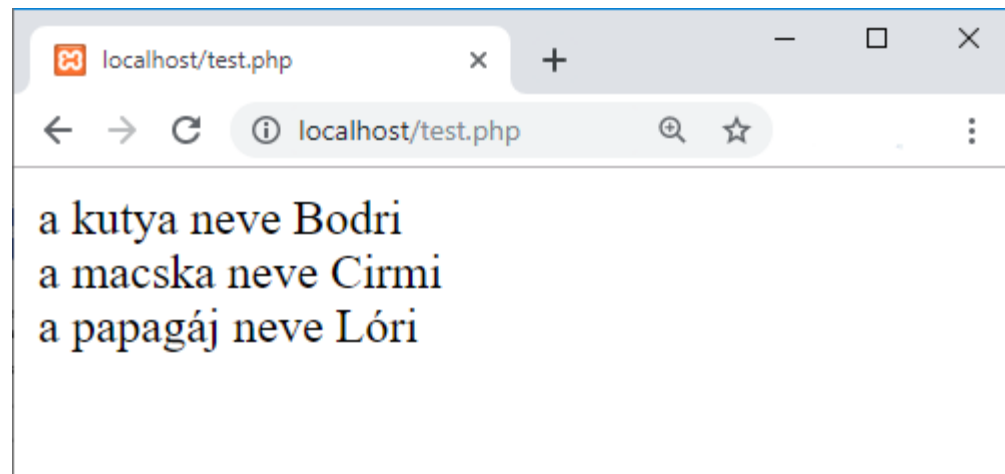 localhost/test.php
localhost/test.php
a kutya neve Bodri
a macska neve Cirmi
a papagáj neve Lóri